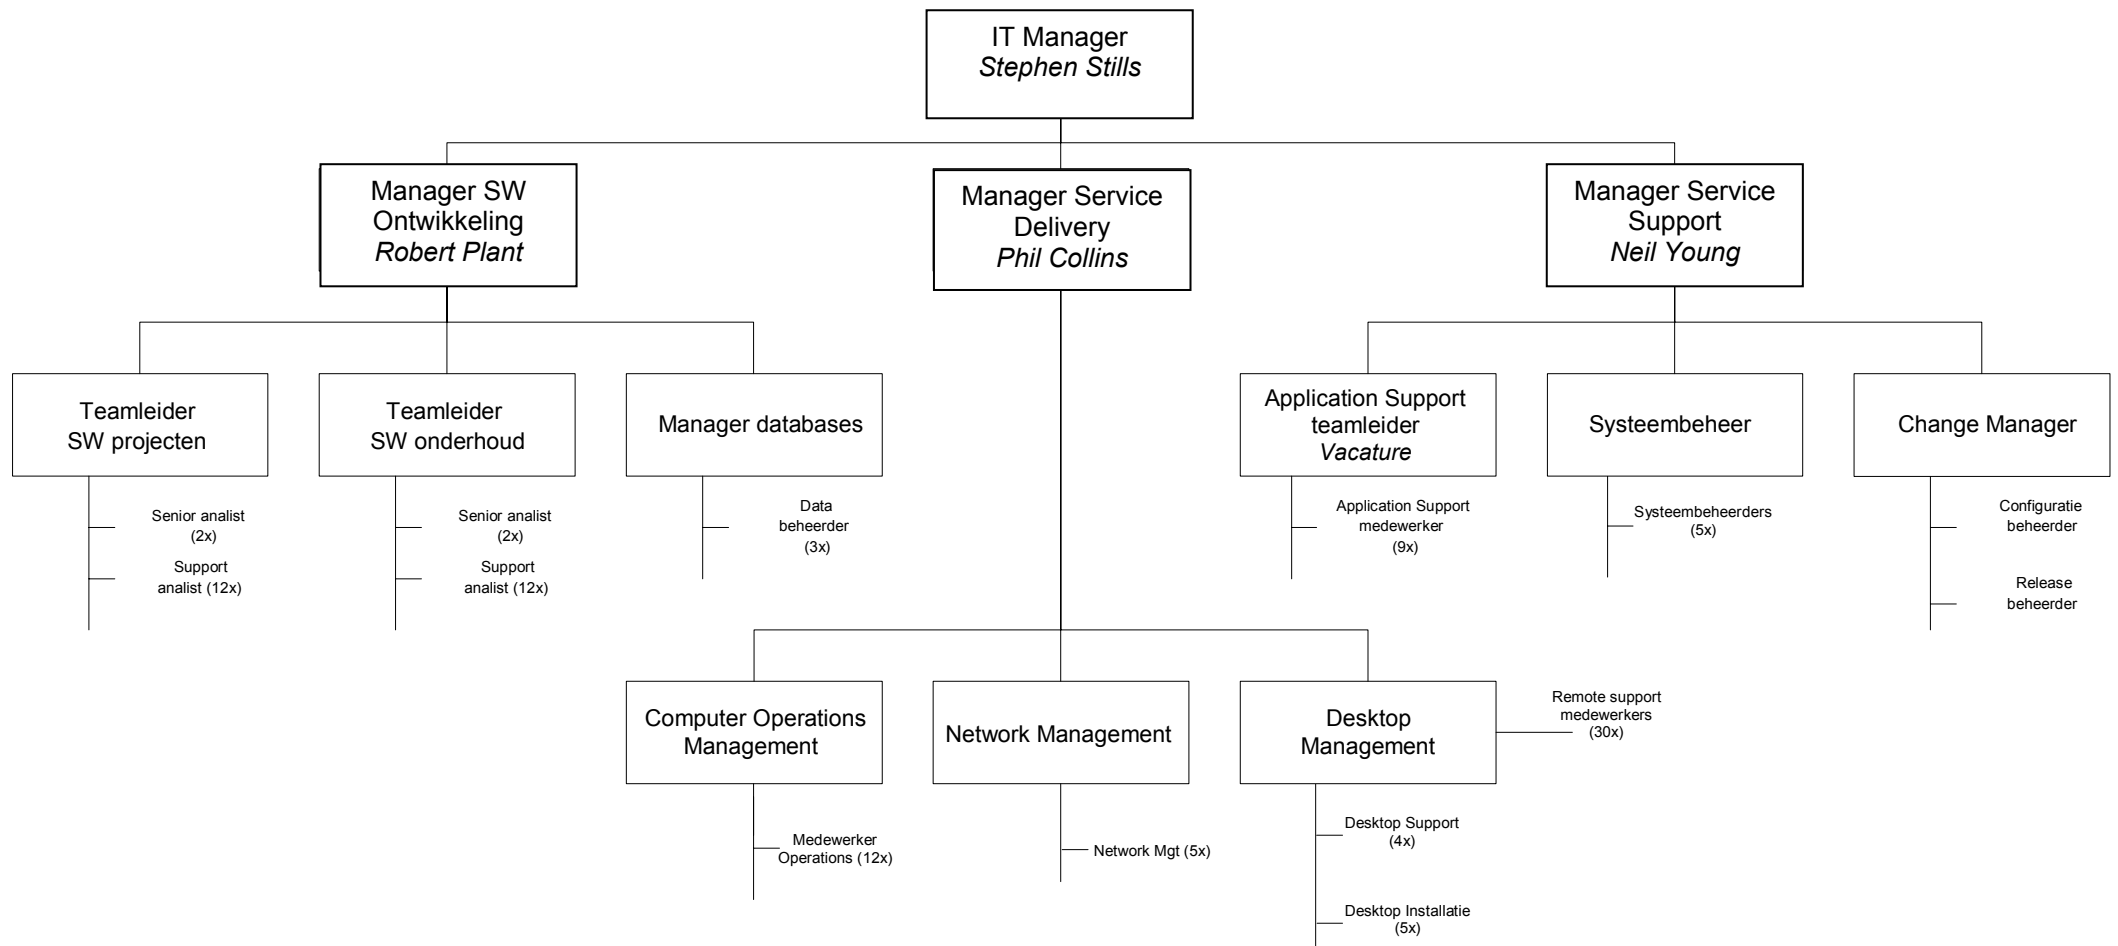 IT Manager
Stephen Stills
Manager SW
Ontwikkeling
Robert Plant
Manager Service
Delivery
Phil Collins
Manager Service
Support
Neil Young
Teamleider
SW projecten
Senior analist
(2x)
Support
analist (12x)
Teamleider
SW onderhoud
Senior analist
(2x)
Support
analist (12x)
Manager databases
Data
beheerder
(3x)
Application Support
teamleider
Vacature
Application Support
medewerker
(9x)
Systeembeheer
Systeembeheerders
(5x)
Change Manager
Configuratie
beheerder
Release
beheerder
Computer Operations
Management
Medewerker
Operations (12x)
Network Management
Network Mgt (5x)
Desktop
Management
Remote support
medewerkers
(30x)
Desktop Support
(4x)
Desktop Installatie
(5x)